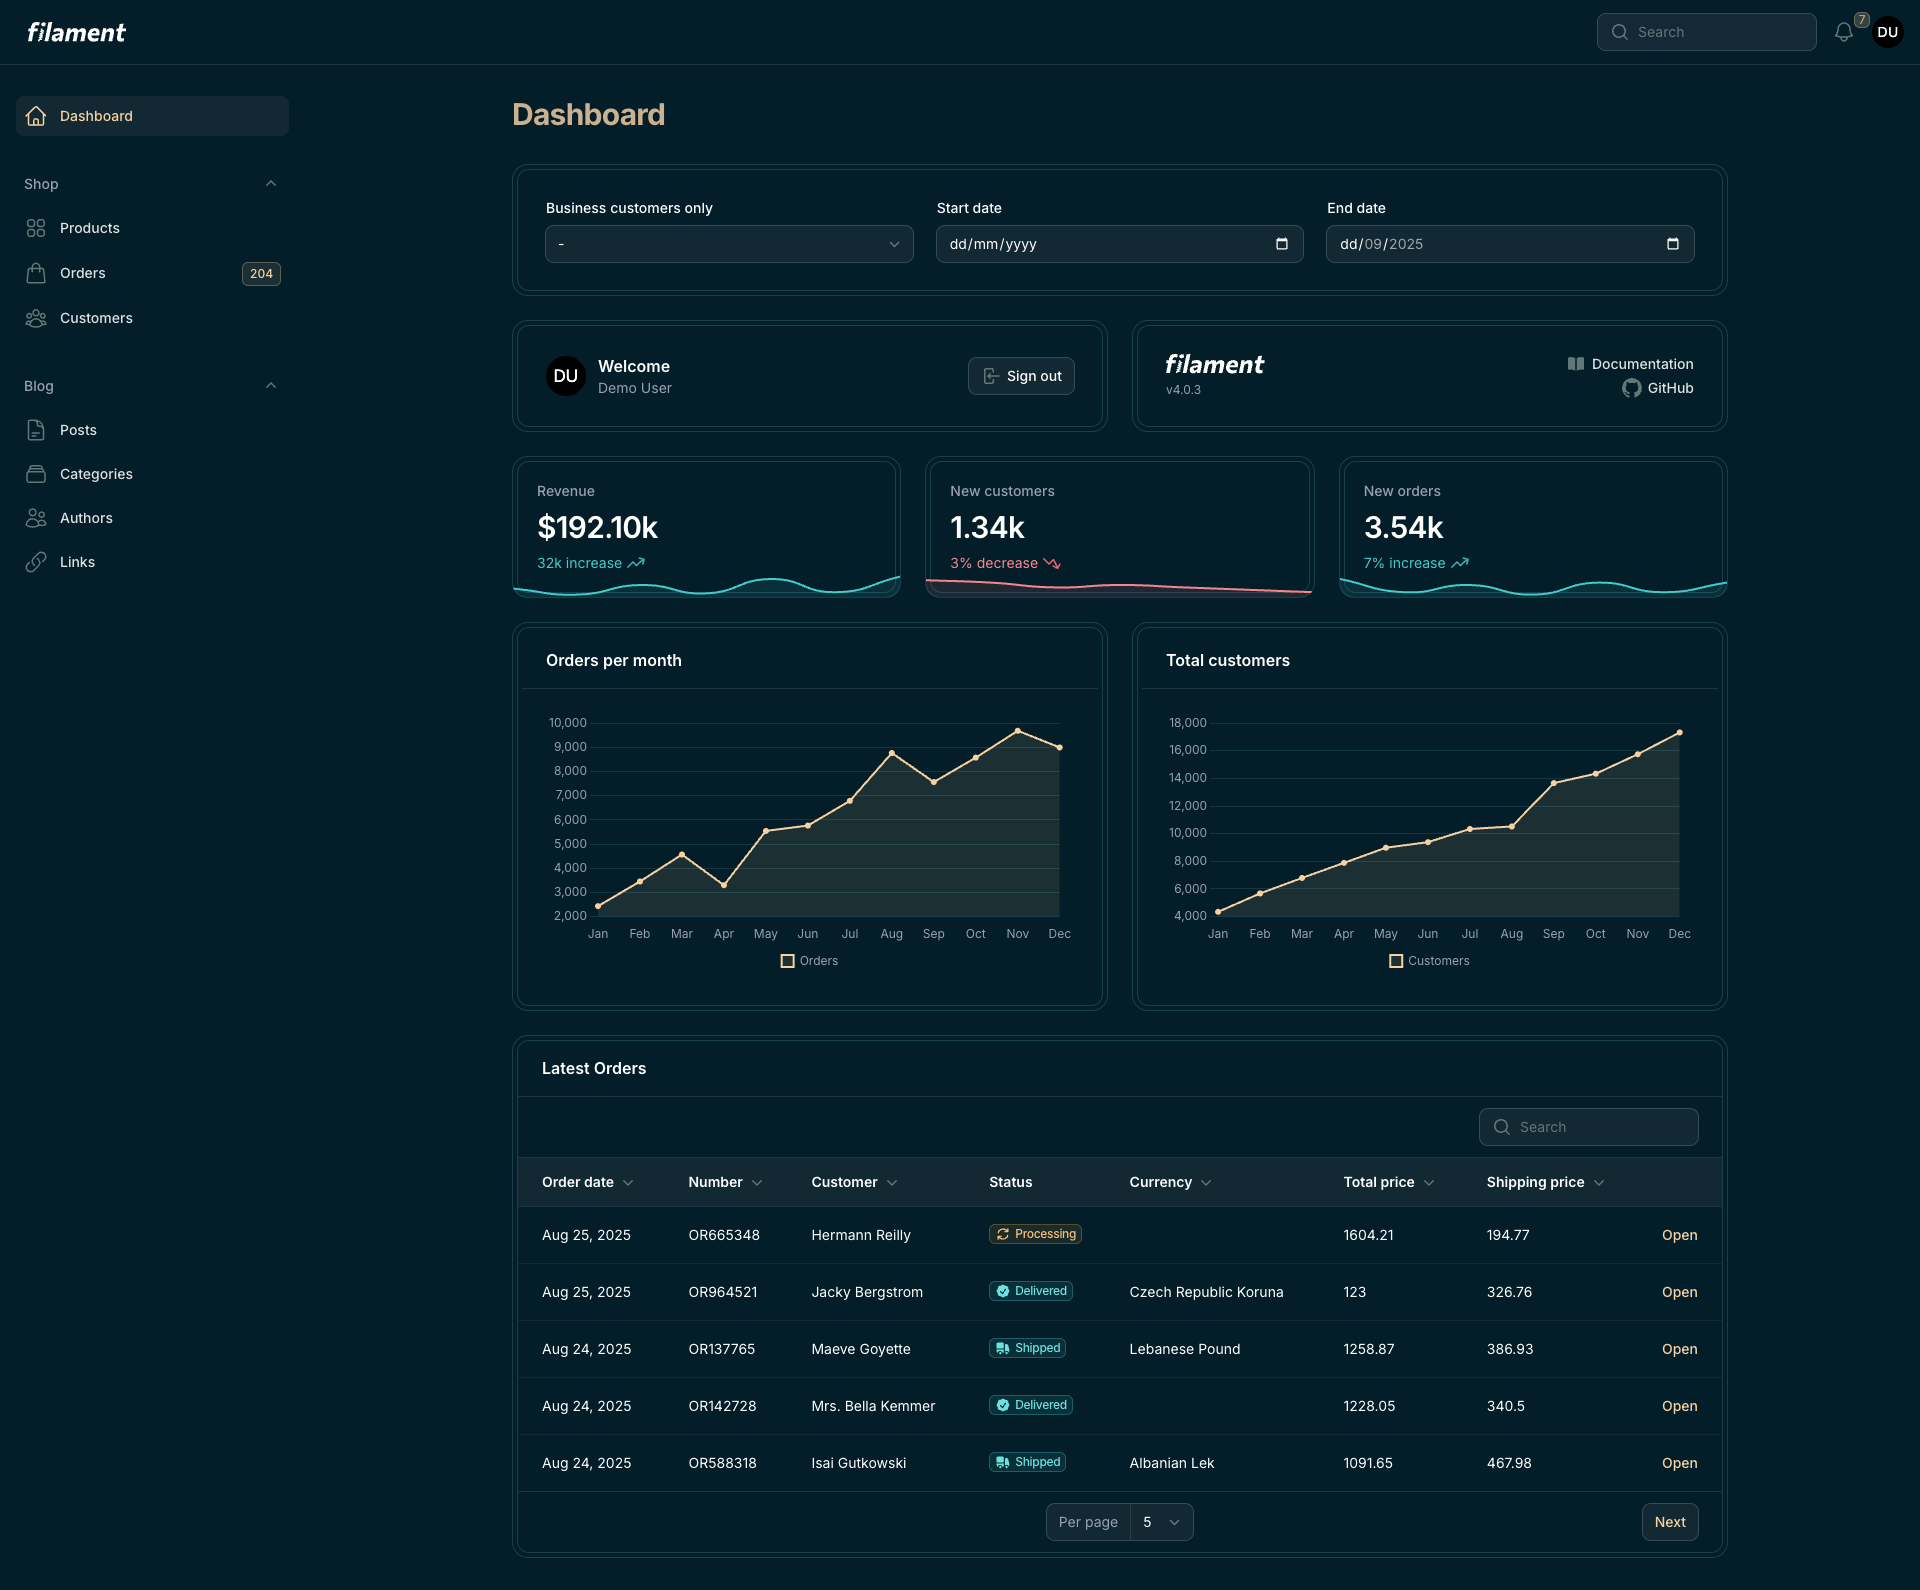 filament
Search
7
DU
Dashboard
Shop
Products
Orders 204
Customers
Blog
Posts
Categories
Authors
Links
Dashboard
Business customers only
-
Start date
dd/mm/yyyy
End date
dd/09/2025
DU
Welcome
Demo User
Sign out
filament
v4.0.3
Documentation
GitHub
Revenue
$192.10k
32k increase
New customers
1.34k
3% decrease
New orders
3.54k
7% increase
Orders per month
10,000
9,000
8,000
7,000
6,000
5,000
4,000
3,000
2,000
Jan Feb Mar Apr May Jun Jul Aug Sep Oct Nov Dec
Orders
Total customers
18,000
16,000
14,000
12,000
10,000
8,000
6,000
4,000
Jan Feb Mar Apr May Jun Jul Aug Sep Oct Nov Dec
Customers
Latest Orders
Search
Order date Number Customer Status Currency Total price Shipping price
Aug 25, 2025 OR665348 Hermann Reilly Processing 1604.21 194.77 Open
Aug 25, 2025 OR964521 Jacky Bergstrom Delivered Czech Republic Koruna 123 326.76 Open
Aug 24, 2025 OR137765 Maeve Goyette Shipped Lebanese Pound 1258.87 386.93 Open
Aug 24, 2025 OR142728 Mrs. Bella Kemmer Delivered 1228.05 340.5 Open
Aug 24, 2025 OR588318 Isai Gutkowski Shipped Albanian Lek 1091.65 467.98 Open
Per page 5
Next